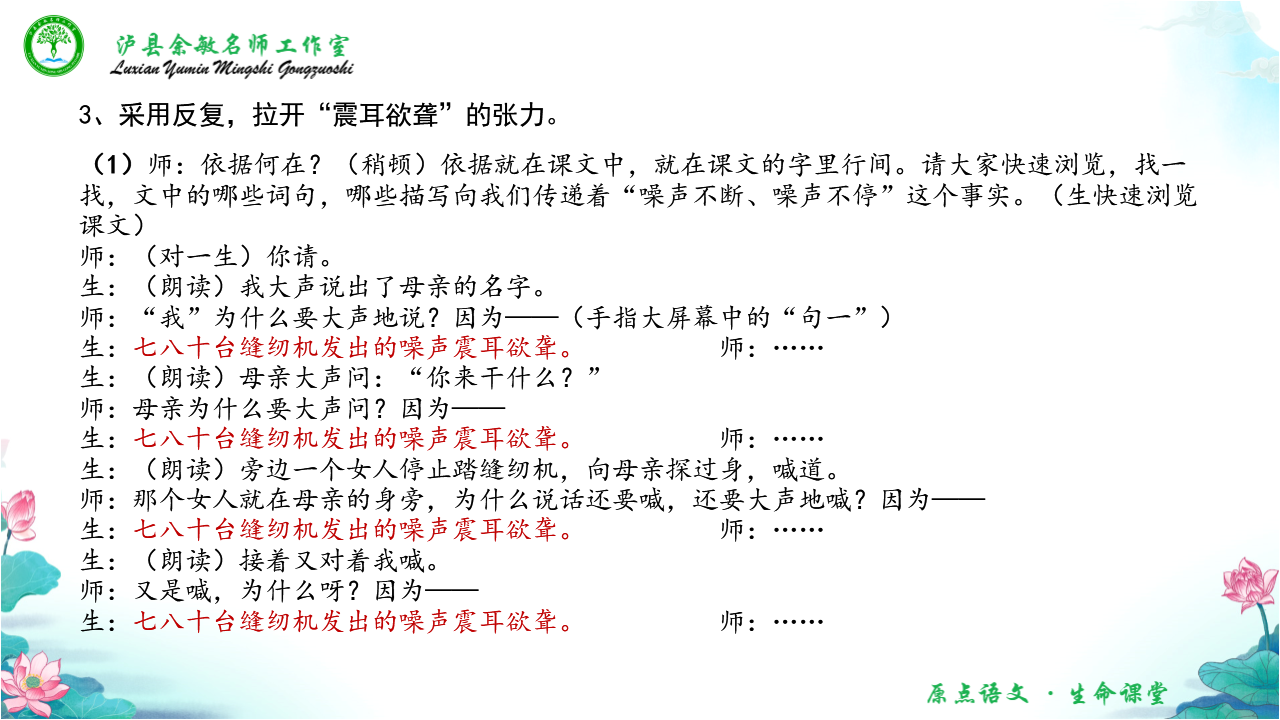 泸县余敏名师工作室
Luxian Yumin Mingshi Gongzuoshi
3、采用反复，拉开“震耳欲聋”的张力。
（1）师：依据何在？（稍顿）依据就在课文中，就在课文的字里行间。请大家快速浏览，找一
找，文中的哪些词句，哪些描写向我们传递着“噪声不断、噪声不停”这个事实。（生快速浏览
课文）
师：（对一生）你请。
生：（朗读）我大声说出了母亲的名字。
师：“我”为什么要大声地说？因为——（手指大屏幕中的“句一”）
生：七八十台缝纫机发出的噪声震耳欲聋。 师：……
生：（朗读）母亲大声问：“你来干什么？”
师：母亲为什么要大声问？因为——
生：七八十台缝纫机发出的噪声震耳欲聋。 师：……
生：（朗读）旁边一个女人停止踏缝纫机，向母亲探过身，喊道。
师：那个女人就在母亲的身旁，为什么说话还要喊，还要大声地喊？因为——
生：七八十台缝纫机发出的噪声震耳欲聋。 师：……
生：（朗读）接着又对着我喊。
师：又是喊，为什么呀？因为——
生：七八十台缝纫机发出的噪声震耳欲聋。 师：……
原点语文 · 生命课堂